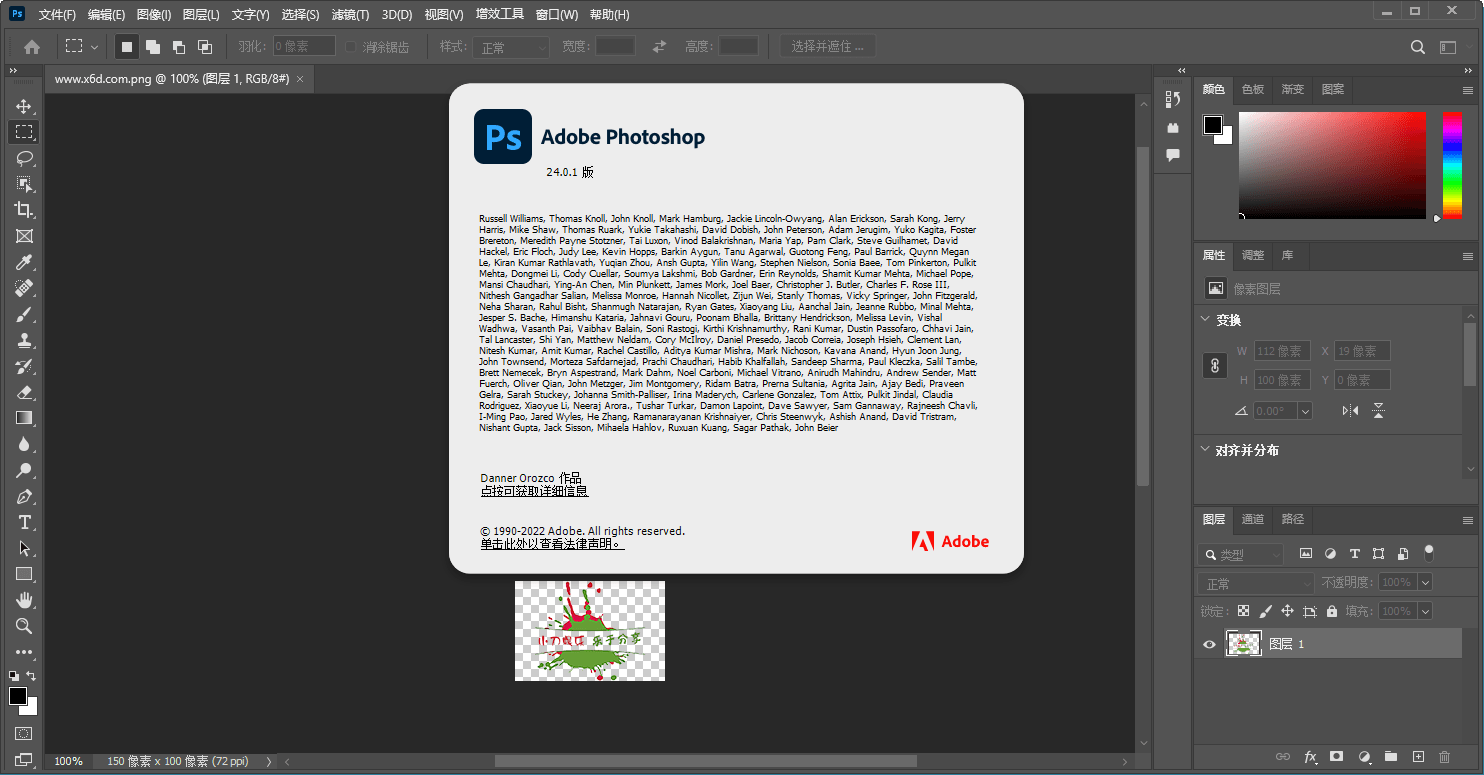 Ps 文件(F) 编辑(E) 图像(I) 图层(L) 文字(Y) 选择(S) 滤镜(T) 3D(D) 视图(V) 增效工具 窗口(W) 帮助(H)
羽化: 0 像素 消除锯齿 样式: 正常 宽度: 高度: 选择并遮住 ...
www.x6d.com.png @ 100% (图层 1, RGB/8#) ×
Ps Adobe Photoshop
24.0.1 版
Russell Williams, Thomas Knoll, John Knoll, Mark Hamburg, Jackie Lincoln-Owyang, Alan Erickson, Sarah Kong, Jerry
Harris, Mike Shaw, Thomas Ruark, Yukie Takahashi, David Dobish, John Peterson, Adam Jerugim, Yuko Kagita, Foster
Brereton, Meredith Payne Stotzner, Tai Luxon, Vinod Balakrishnan, Maria Yap, Pam Clark, Steve Guilhamet, David
Hackel, Eric Floch, Judy Lee, Kevin Hopps, Barkin Aygun, Tanu Agarwal, Guotong Feng, Paul Barrick, Quynn Megan
Le, Kiran Kumar Rathlavath, Yuqian Zhou, Ansh Gupta, Yilin Wang, Stephen Nielson, Sonia Baee, Tom Pinkerton, Pulkit
Mehta, Dongmei Li, Cody Cuellar, Soumya Lakshmi, Bob Gardner, Erin Reynolds, Shamit Kumar Mehta, Michael Pope,
Mansi Chaudhari, Ying-An Chen, Min Plunkett, James Mork, Joel Baer, Christopher J. Butler, Charles F. Rose III,
Nithesh Gangadhar Salian, Melissa Monroe, Hannah Nicollet, Zijun Wei, Stanly Thomas, Vicky Springer, John Fitzgerald,
Neha Sharan, Rahul Bisht, Shanmugh Natarajan, Ryan Gates, Xiaoyang Liu, Aanchal Jain, Jeanne Rubbo, Minal Mehta,
Jesper S. Bache, Himanshu Kataria, Jahnavi Gouru, Poonam Bhalla, Brittany Hendrickson, Melissa Levin, Vishal
Wadhwa, Vasanth Pai, Vaibhav Balain, Soni Rastogi, Kirthi Krishnamurthy, Rani Kumar, Dustin Passofaro, Chhavi Jain,
Tal Lancaster, Shi Yan, Matthew Neldam, Cory McIlroy, Daniel Presedo, Jacob Correia, Joseph Hsieh, Clement Lan,
Nitesh Kumar, Amit Kumar, Rachel Castillo, Aditya Kumar Mishra, Mark Nichoson, Kavana Anand, Hyun Joon Jung,
John Townsend, Morteza Safdarnejad, Prachi Chaudhari, Habib Khalfallah, Sandeep Sharma, Paul Kleczka, Salil Tambe,
Brett Nemecek, Bryn Aspestrand, Mark Dahm, Noel Carboni, Michael Vitrano, Anirudh Mahindru, Andrew Sender, Matt
Fuerch, Oliver Qian, John Metzger, Jim Montgomery, Ridam Batra, Prerna Sultania, Agrita Jain, Ajay Bedi, Praveen
Gelra, Sarah Stuckey, Johanna Smith-Palliser, Irina Maderych, Carlene Gonzalez, Tom Attix, Pulkit Jindal, Claudia
Rodriguez, Xiaoyue Li, Neeraj Arora., Tushar Turkar, Damon Lapoint, Dave Sawyer, Sam Gannaway, Rajneesh Chavli,
I-Ming Pao, Jared Wyles, He Zhang, Ramanarayanan Krishnaiyer, Chris Steenwyk, Ashish Anand, David Tristram,
Nishant Gupta, Jack Sisson, Mihaela Hahlov, Ruxuan Kuang, Sagar Pathak, John Beier
Danner Orozco 作品
点按可获取详细信息
© 1990-2022 Adobe. All rights reserved.
单击此处以查看法律声明。
Adobe
小刀娱乐 乐于分享
100% 150 像素 x 100 像素 (72 ppi)
颜色 色板 渐变 图案
属性 调整 库
像素图层
变换
W 112 像素 X 19 像素
H 100 像素 Y 0 像素
0.00°
对齐并分布
图层 通道 路径
类型
正常 不透明度: 100%
锁定: 填充: 100%
图层 1